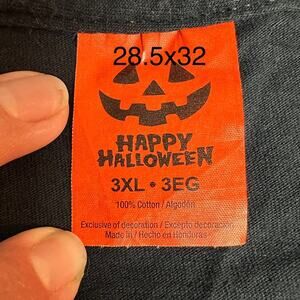 28.5x32
HAPPY
HALLOWEEN
3XL • 3EG
100% Cotton / Algodón
Exclusive of decoration / Excepto decoración
Made in / Hecho en Honduras